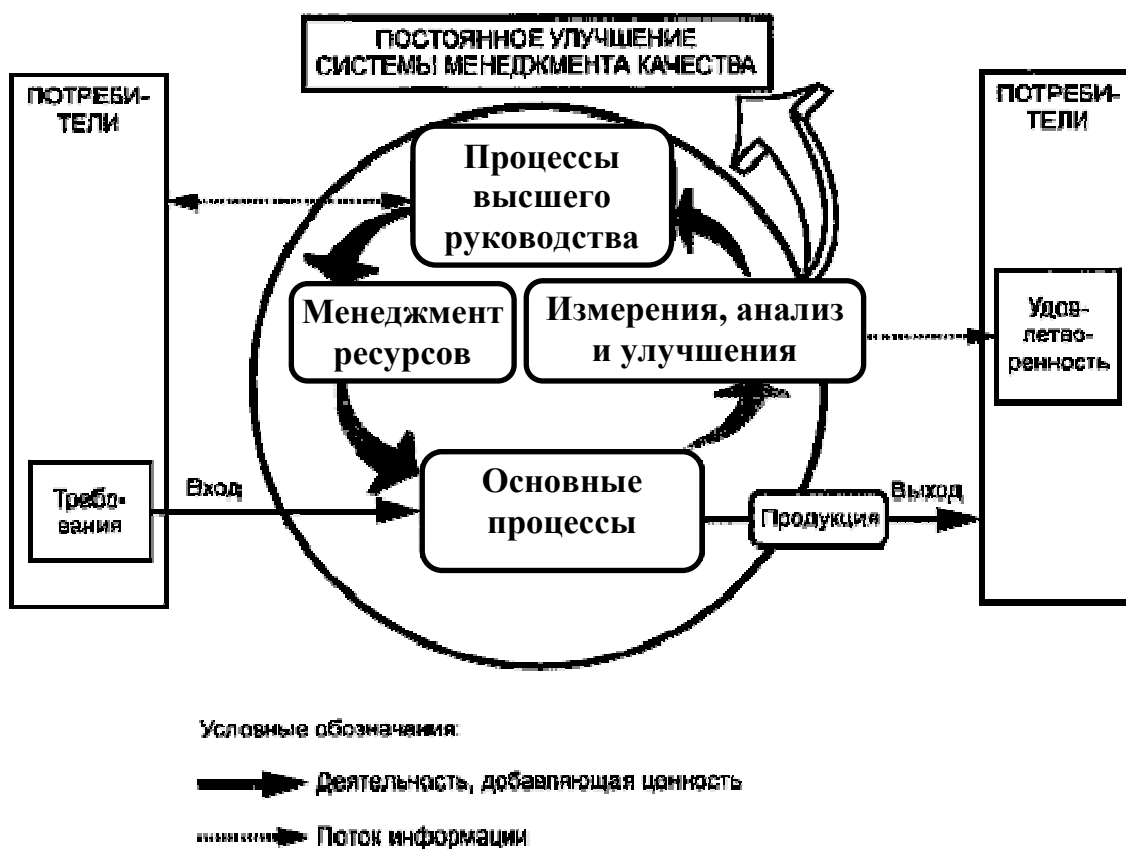 ПОСТОЯННОЕ УЛУЧШЕНИЕ
СИСТЕМЫ МЕНЕДЖМЕНТА КАЧЕСТВА
ПОТРЕБИ-
ТЕЛИ
ПОТРЕБИ-
ТЕЛИ
Процессы
высшего
руководства
Менеджмент
ресурсов
Измерения, анализ
и улучшения
Удов-
летво-
ренность
Основные
процессы
Требо-
вания
Вход
Продукция
Выход
Условные обозначения:
Деятельность, добавляющая ценность
Поток информации